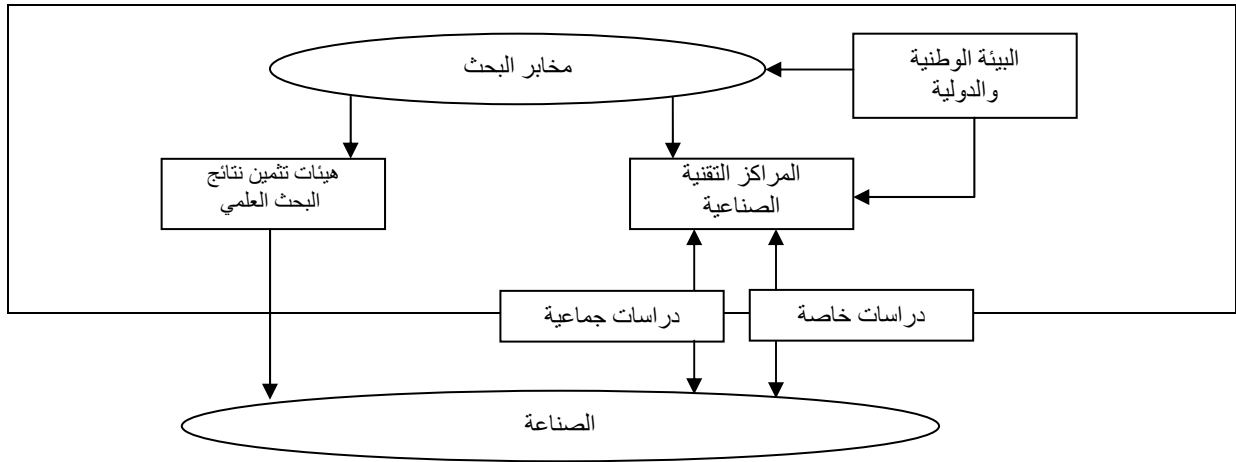 مخابر البحث
البيئة الوطنية
والدولية
المراكز التقنية
الصناعية
هيئات تثمين نتائج
البحث العلمي
دراسات خاصة
دراسات جماعية
الصناعة